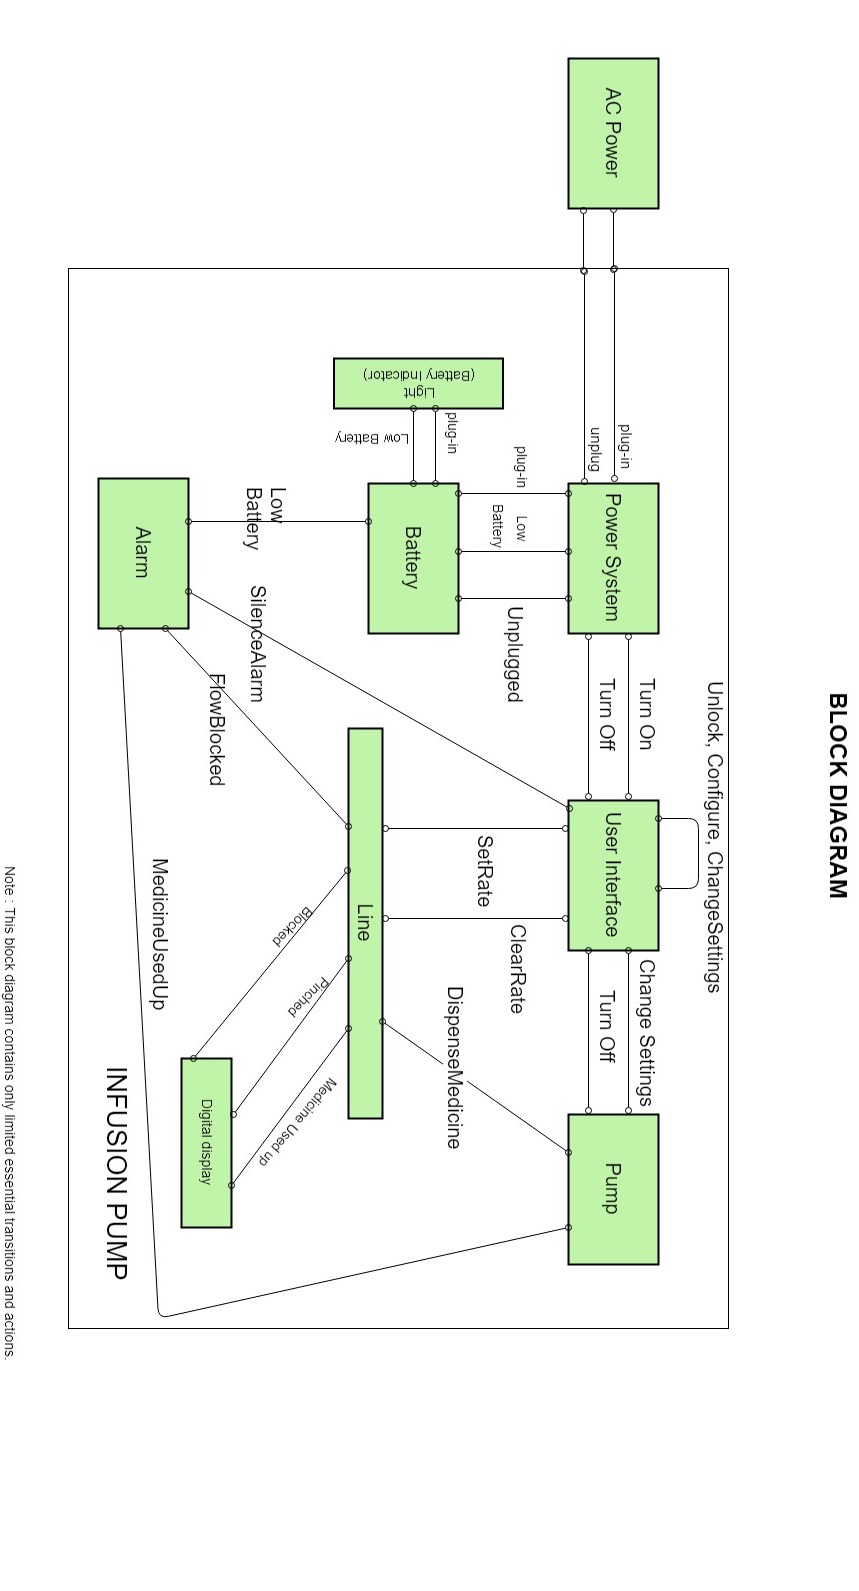 BLOCK DIAGRAM
Unlock, Configure, ChangeSettings
AC Power
plug-in
unplug
Power System
Turn On
Turn Off
User Interface
Change Settings
Turn Off
Pump
plug-in
Low
Battery
Unplugged
SetRate
ClearRate
DispenseMedicine
Light
(Battery Indicator)
plug-in
Low Battery
Battery
Line
Low
Battery
SilenceAlarm
FlowBlocked
Blocked
Pinched
Medicine Used up
Digital display
Alarm
MedicineUsedUp
INFUSION PUMP
Note : This block diagram contains only limited essential transitions and actions.